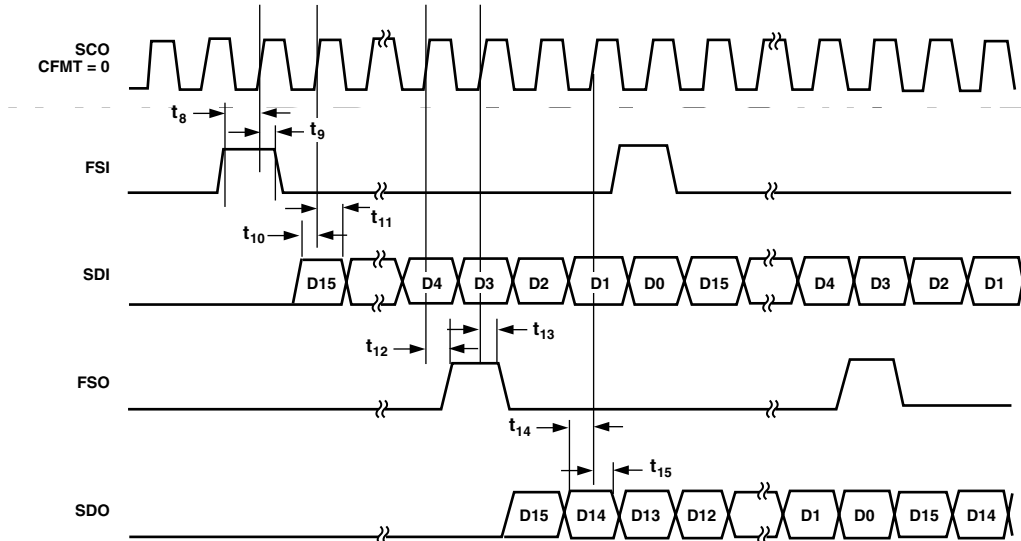 SCO
CFMT = 0
t8
t9
FSI
t10
t11
SDI
D15 D4 D3 D2 D1 D0 D15 D4 D3 D2 D1
t12
t13
FSO
t14
t15
SDO
D15 D14 D13 D12 D1 D0 D15 D14